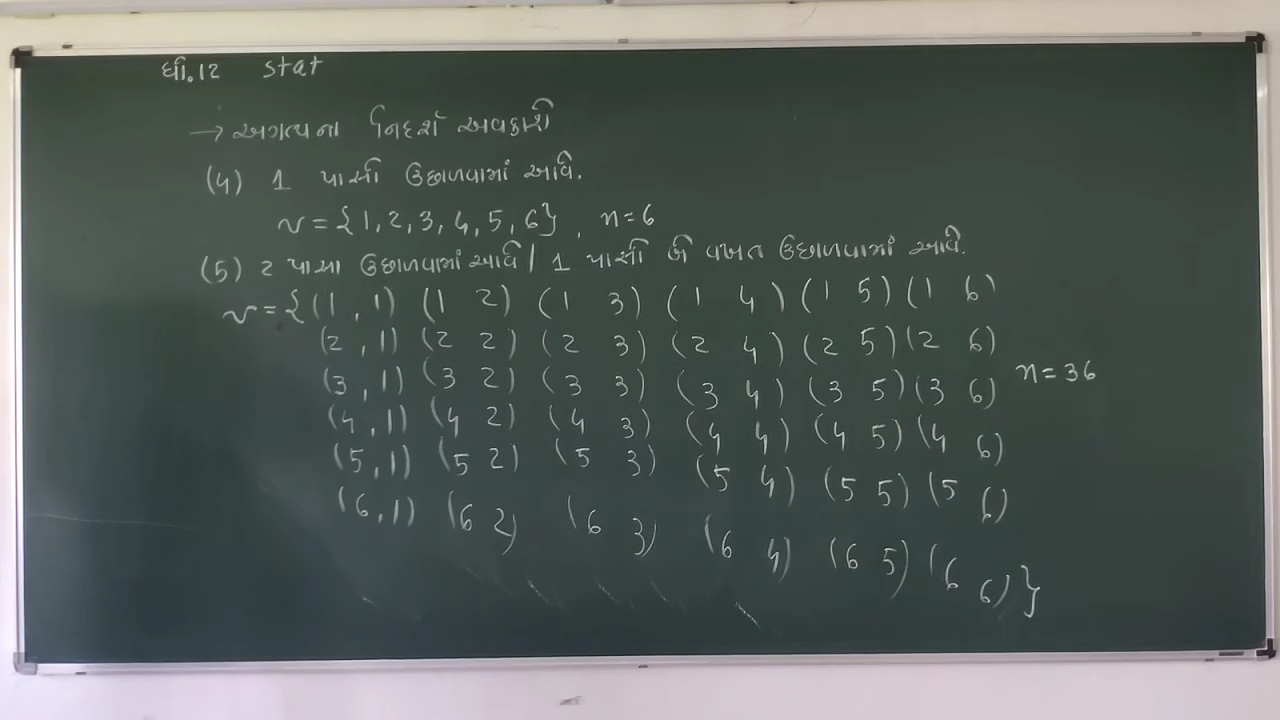 ધો.12 stat
→ અગત્યના નિદર્શ અવકાશો
(4) 1 પાસો ઉછાળવામાં આવે.
U = {1, 2, 3, 4, 5, 6}, n=6
(5) 2 પાસા ઉછાળવામાં આવે / 1 પાસો બે વખત ઉછાળવામાં આવે.
U = {(1,1) (1 2) (1 3) (1 4) (1 5) (1 6)
(2,1) (2 2) (2 3) (2 4) (2 5) (2 6)
(3,1) (3 2) (3 3) (3 4) (3 5) (3 6) n=36
(4,1) (4 2) (4 3) (4 4) (4 5) (4 6)
(5,1) (5 2) (5 3) (5 4) (5 5) (5 6)
(6,1) (6 2) (6 3) (6 4) (6 5) (6 6)}